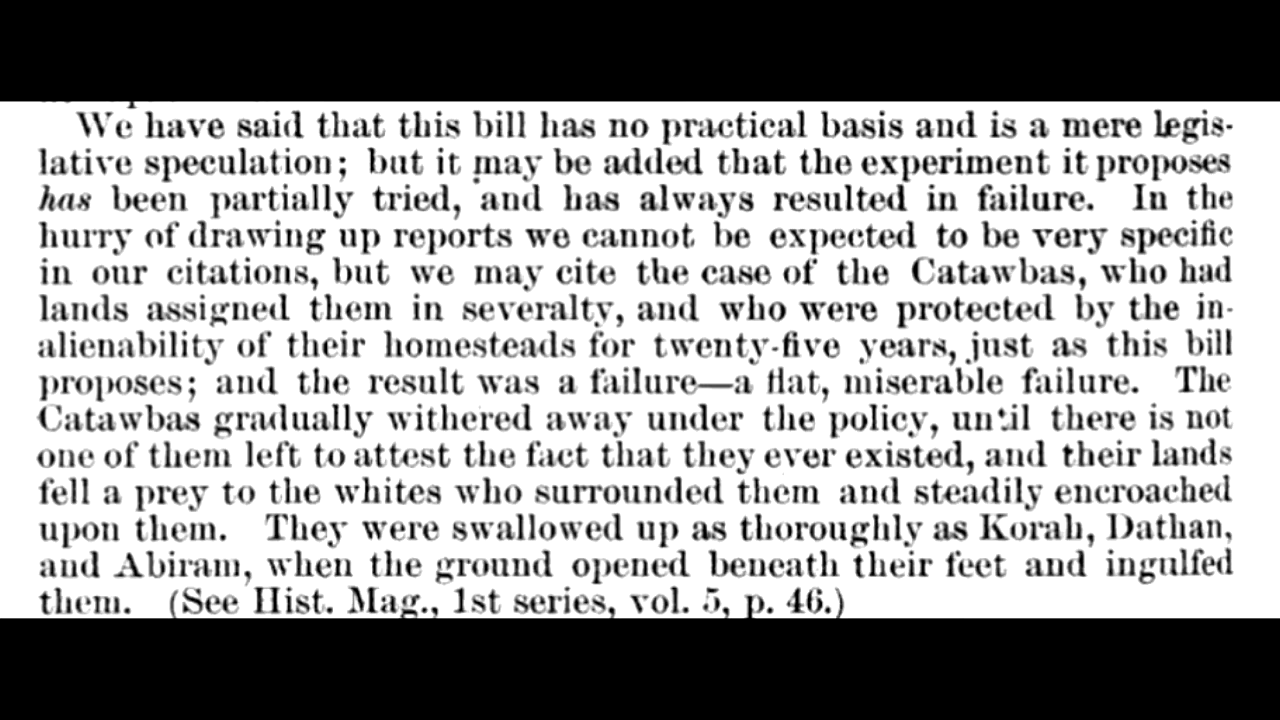 We have said that this bill has no practical basis and is a mere legis-
lative speculation; but it may be added that the experiment it proposes
has been partially tried, and has always resulted in failure. In the
hurry of drawing up reports we cannot be expected to be very specific
in our citations, but we may cite the case of the Catawbas, who had
lands assigned them in severalty, and who were protected by the in-
alienability of their homesteads for twenty-five years, just as this bill
proposes; and the result was a failure—a flat, miserable failure. The
Catawbas gradually withered away under the policy, until there is not
one of them left to attest the fact that they ever existed, and their lands
fell a prey to the whites who surrounded them and steadily encroached
upon them. They were swallowed up as thoroughly as Korah, Dathan,
and Abiram, when the ground opened beneath their feet and ingulfed
them. (See Hist. Mag., 1st series, vol. 5, p. 46.)